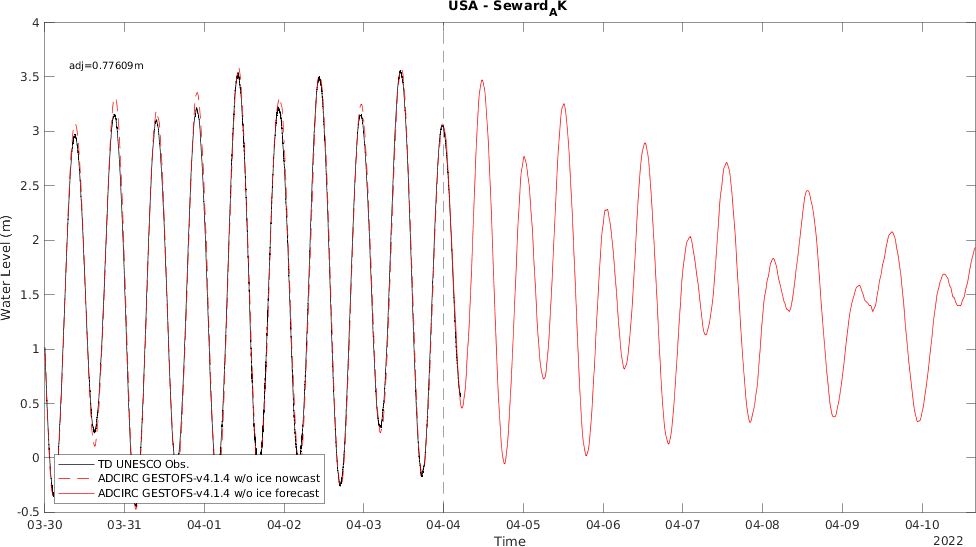 USA - Seward_AK
adj=0.77609m
4
3.5
3
2.5
2
1.5
1
0.5
0
-0.5
Water Level (m)
TD UNESCO Obs.
ADCIRC GESTOFS-v4.1.4 w/o ice nowcast
ADCIRC GESTOFS-v4.1.4 w/o ice forecast
03-30 03-31 04-01 04-02 04-03 04-04 04-05 04-06 04-07 04-08 04-09 04-10
Time
2022